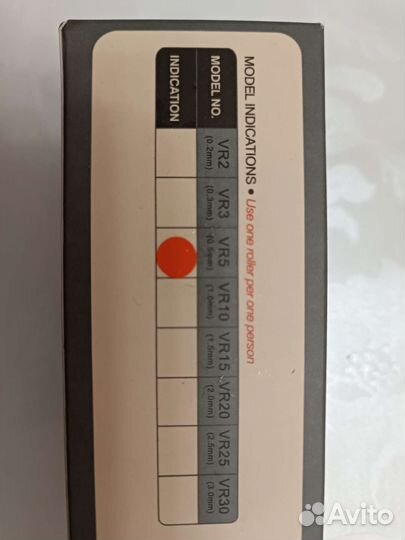 MODEL INDICATIONS • Use one roller per one person
MODEL NO. VR2 VR3 VR5 VR10 VR15 VR20 VR25 VR30
(0.2mm) (0.3mm) (0.5mm) (1.0mm) (1.5mm) (2.0mm) (2.5mm) (3.0mm)
INDICATION
Avito